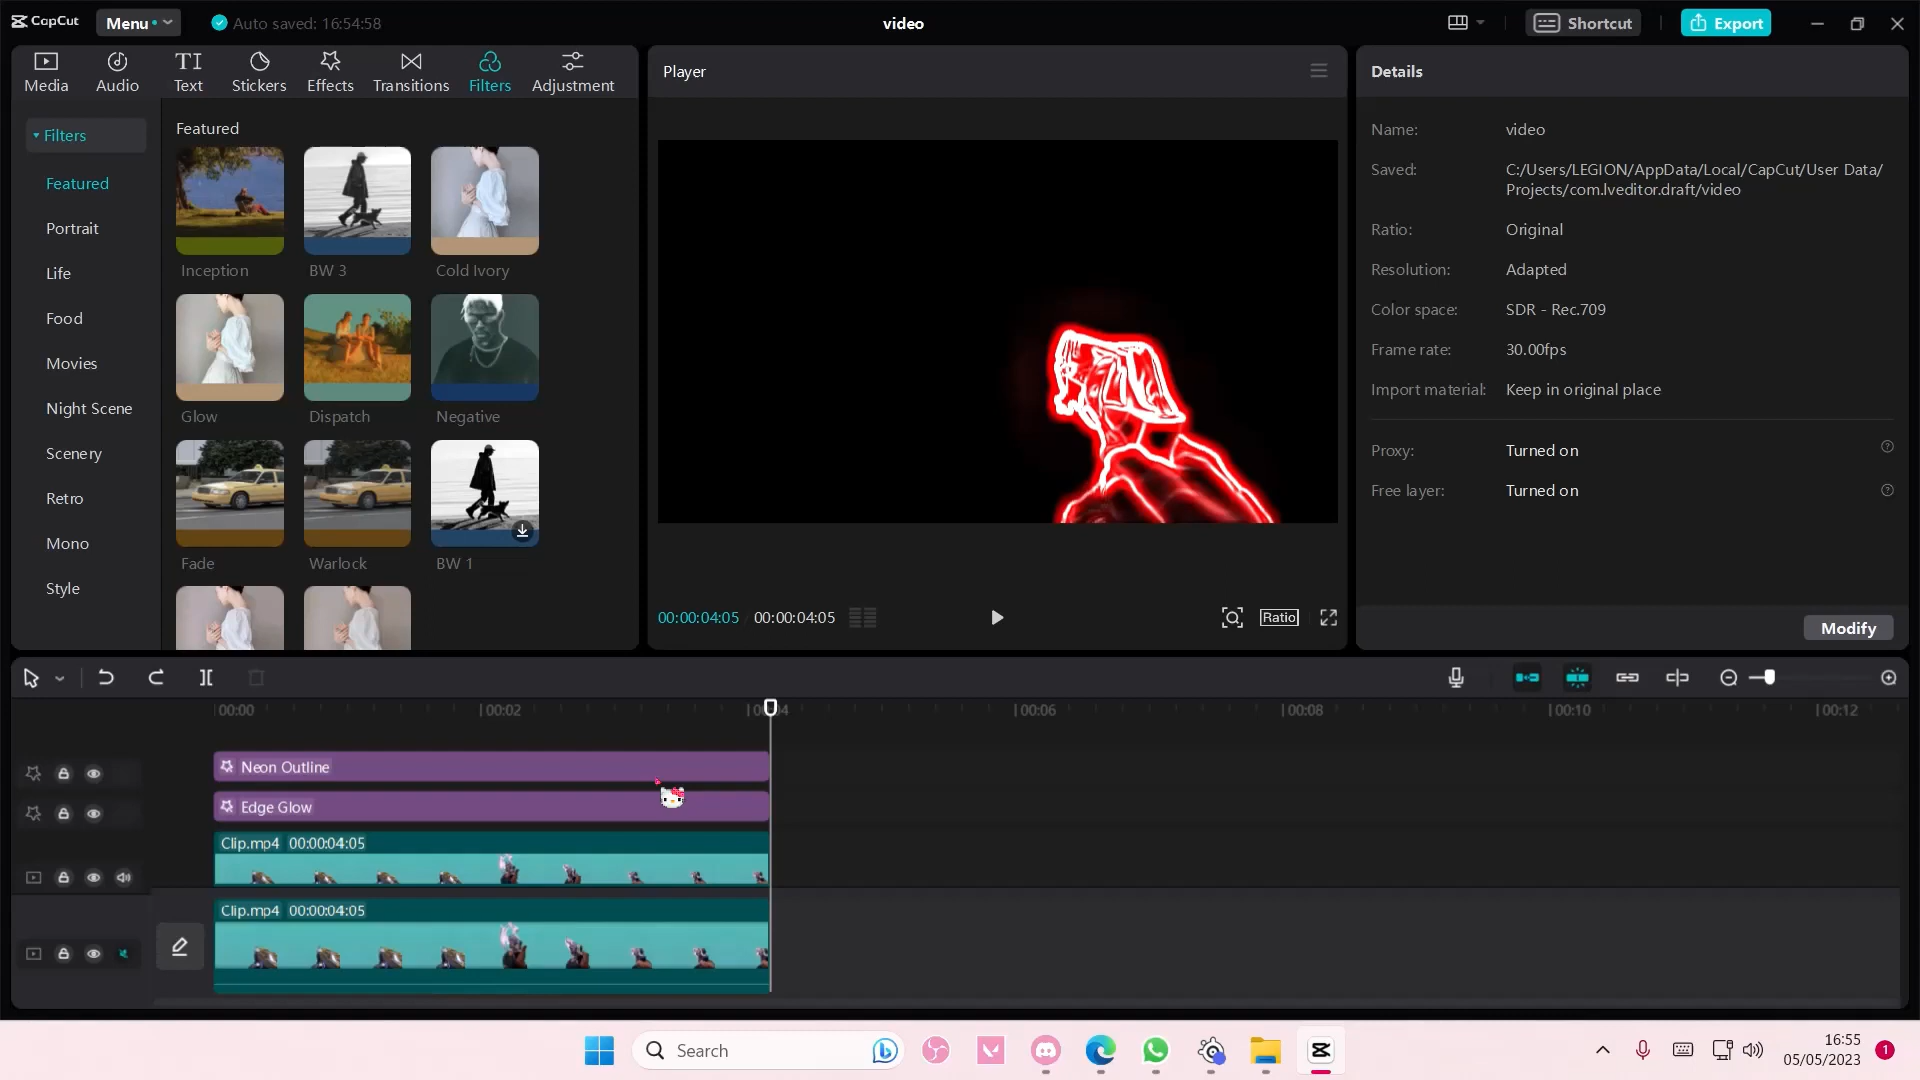 CapCut
Menu
Auto saved: 16:54:58
video
Shortcut
Export
Media
Audio
Text
Stickers
Effects
Transitions
Filters
Adjustment
Filters
Featured
Portrait
Life
Food
Movies
Night Scene
Scenery
Retro
Mono
Style
Featured
Inception
BW 3
Cold Ivory
Glow
Dispatch
Negative
Fade
Warlock
BW 1
Player
00:00:04:05
00:00:04:05
Ratio
Details
Name: video
Saved: C:/Users/LEGION/AppData/Local/CapCut/User Data/
Projects/com.lveditor.draft/video
Ratio: Original
Resolution: Adapted
Color space: SDR - Rec.709
Frame rate: 30.00fps
Import material: Keep in original place
Proxy: Turned on
Free layer: Turned on
Modify
00:00
00:02
00:04
00:06
00:08
00:10
00:12
Neon Outline
Edge Glow
Clip.mp4 00:00:04:05
Clip.mp4 00:00:04:05
Search
16:55
05/05/2023
1